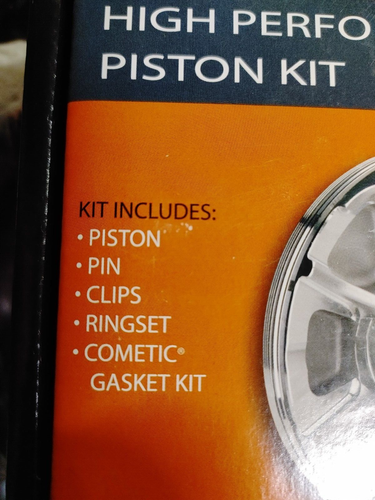 HIGH PERFO
PISTON KIT
KIT INCLUDES:
• PISTON
• PIN
• CLIPS
• RINGSET
• COMETIC®
GASKET KIT